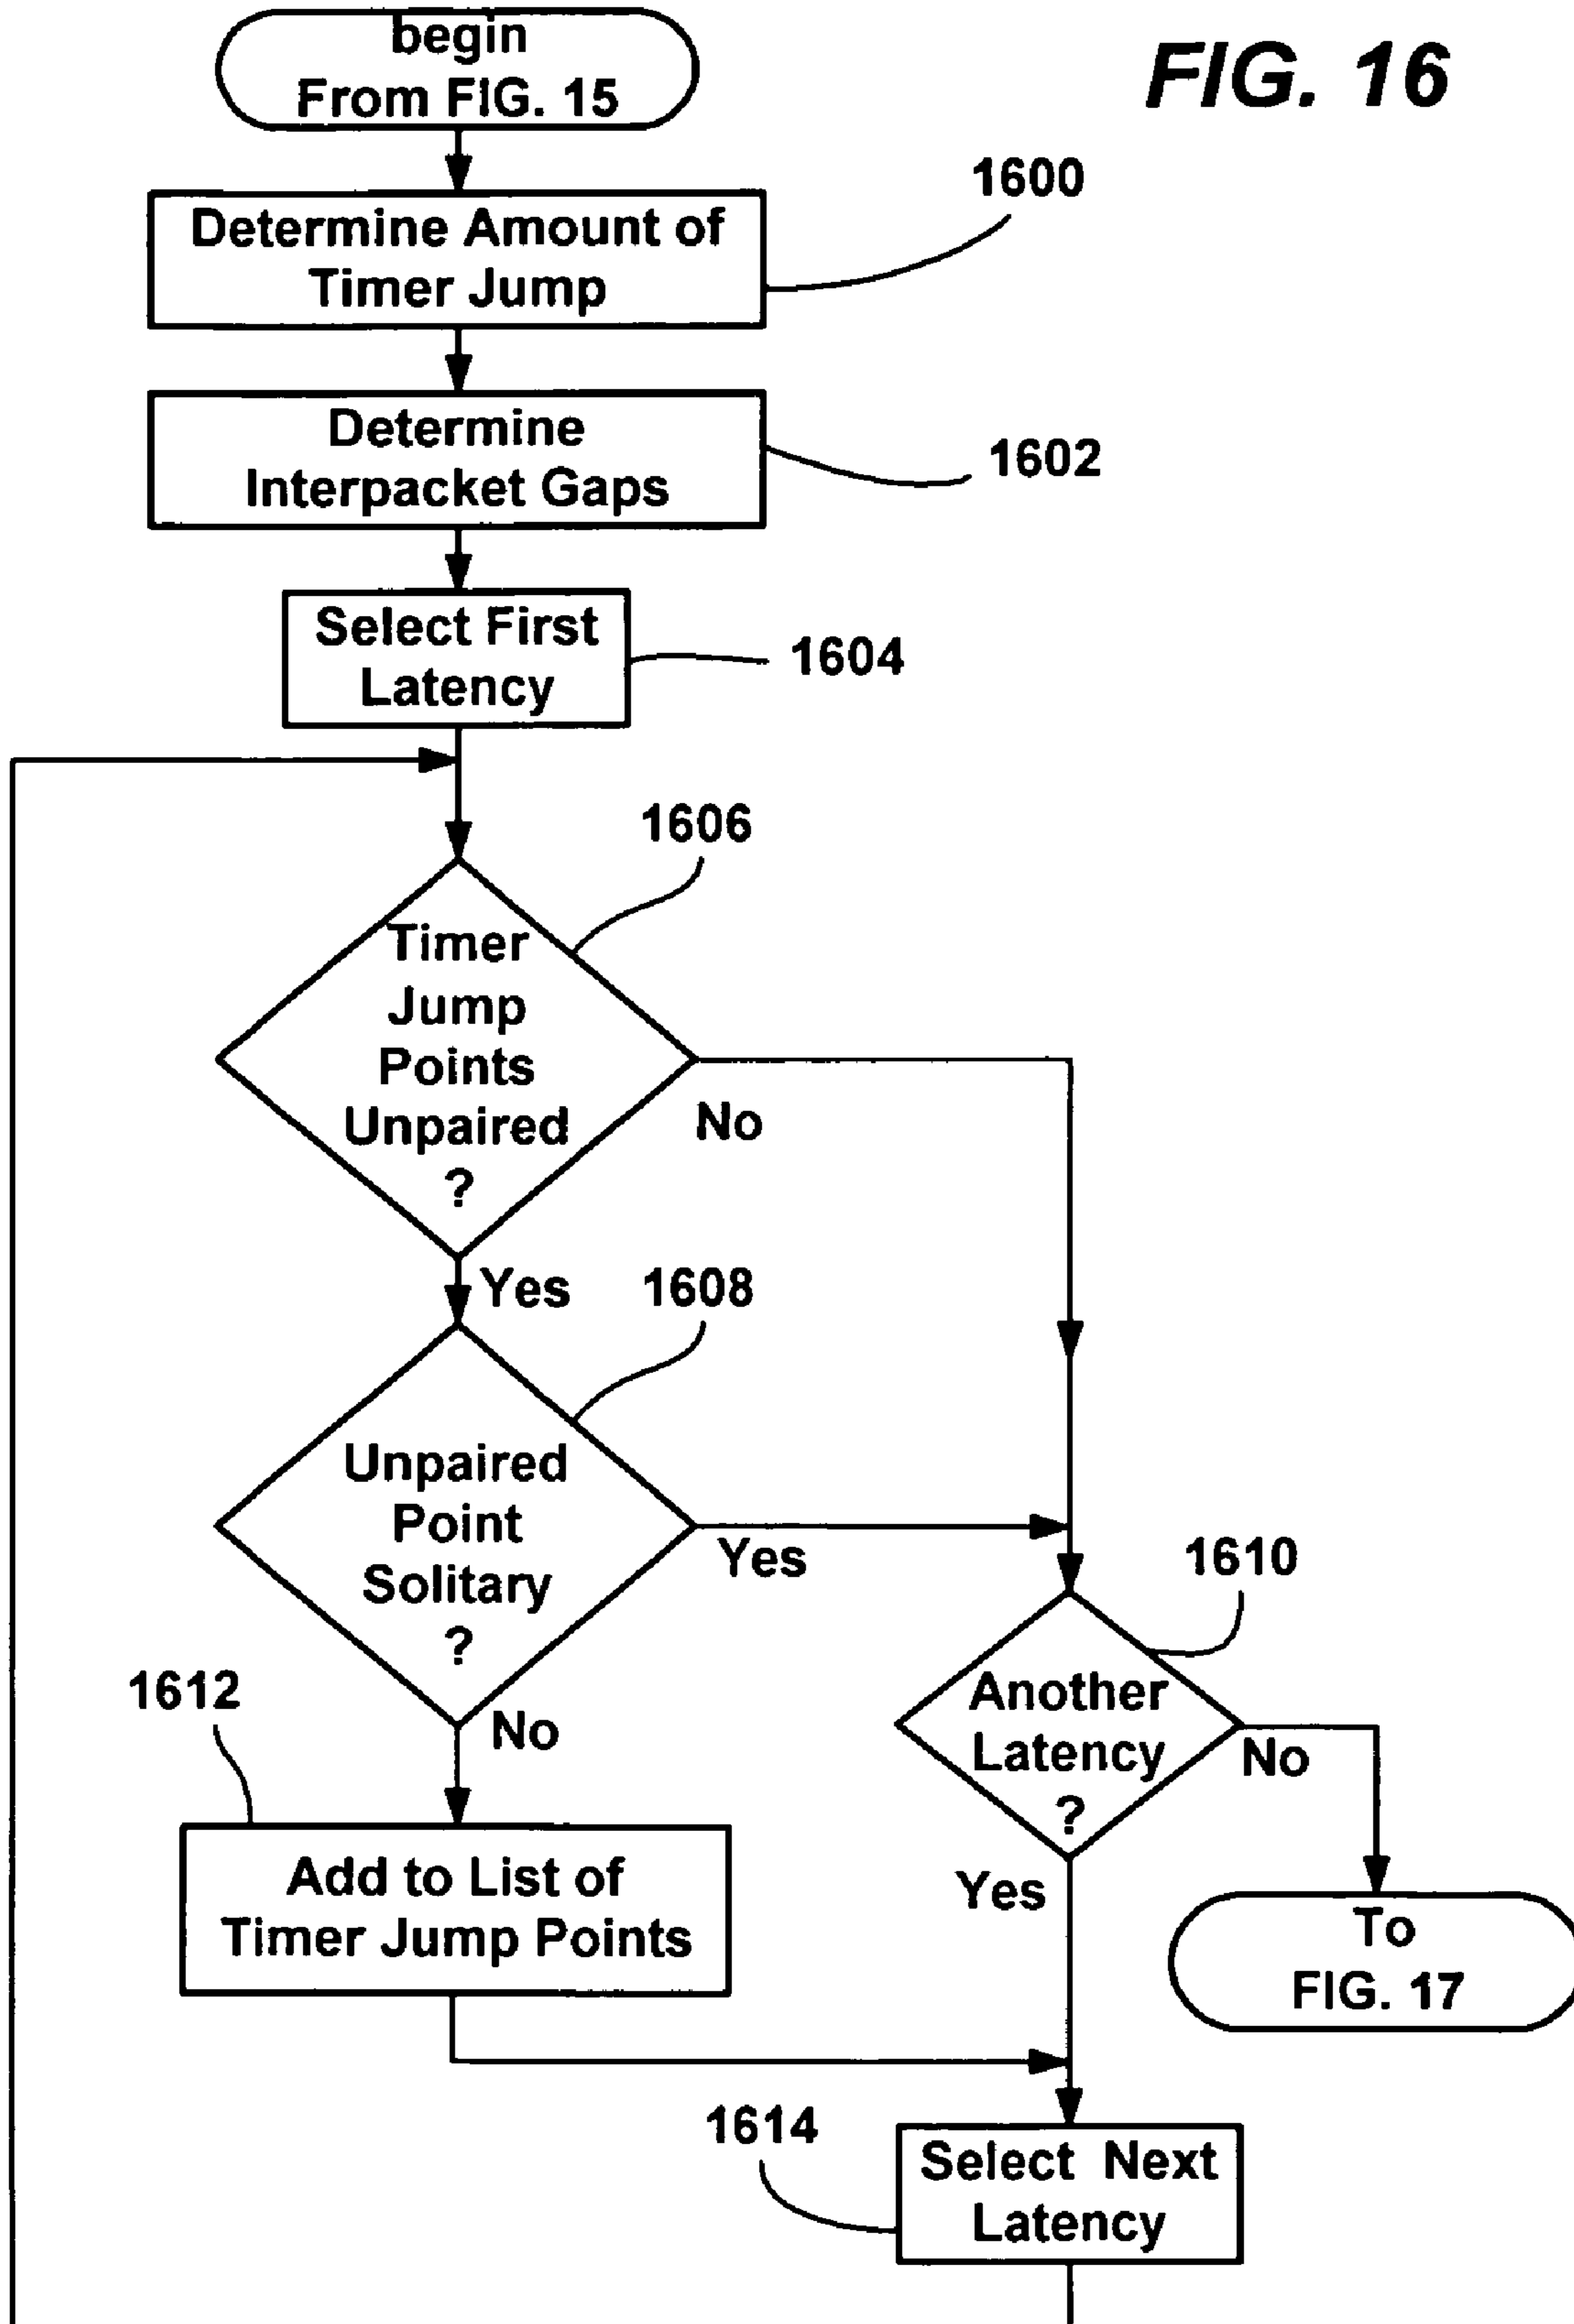 FIG. 16
begin
From FIG. 15
1600
Determine Amount of
Timer Jump
Determine
Interpacket Gaps
1602
Select First
Latency
1604
1606
Timer
Jump
Points
Unpaired
?
No
Yes
1608
Unpaired
Point
Solitary
?
Yes
1610
No
Another
Latency
?
No
Yes
1612
Add to List of
Timer Jump Points
To
FIG. 17
1614
Select Next
Latency